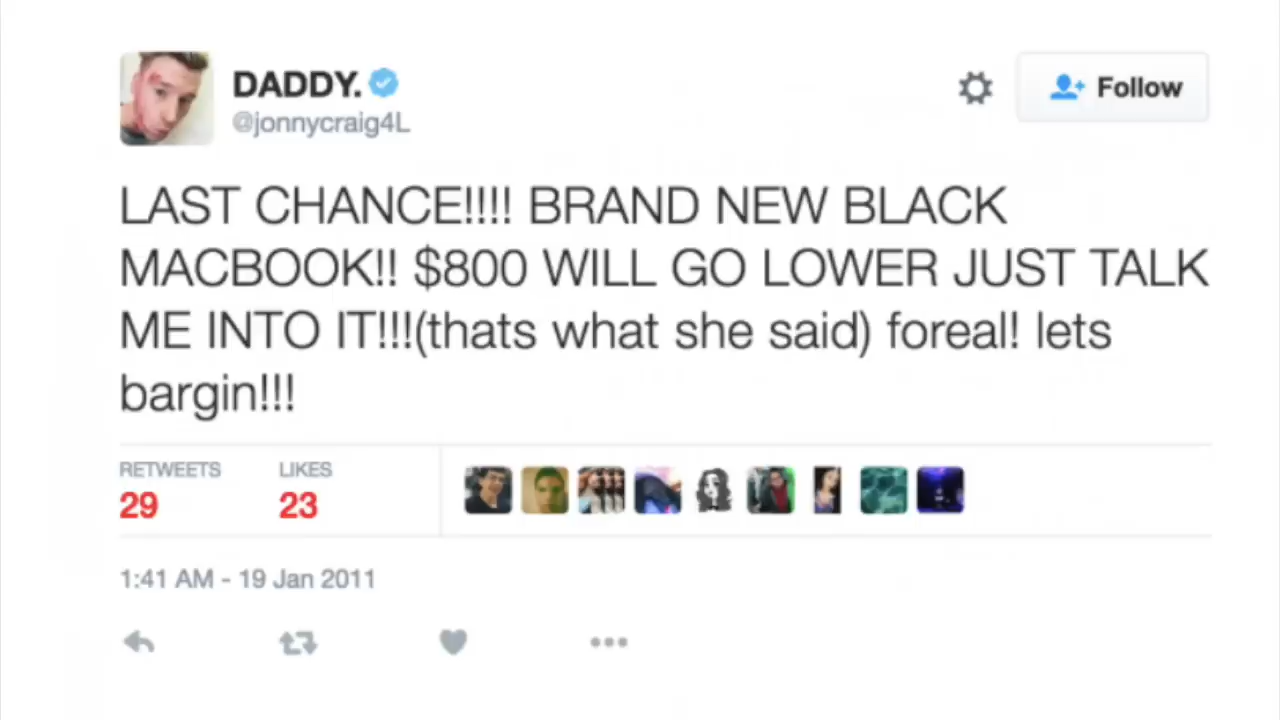 DADDY.
@jonnycraig4L
Follow
LAST CHANCE!!!! BRAND NEW BLACK
MACBOOK!! $800 WILL GO LOWER JUST TALK
ME INTO IT!!!(thats what she said) foreal! lets
bargin!!!
RETWEETS LIKES
29 23
1:41 AM - 19 Jan 2011